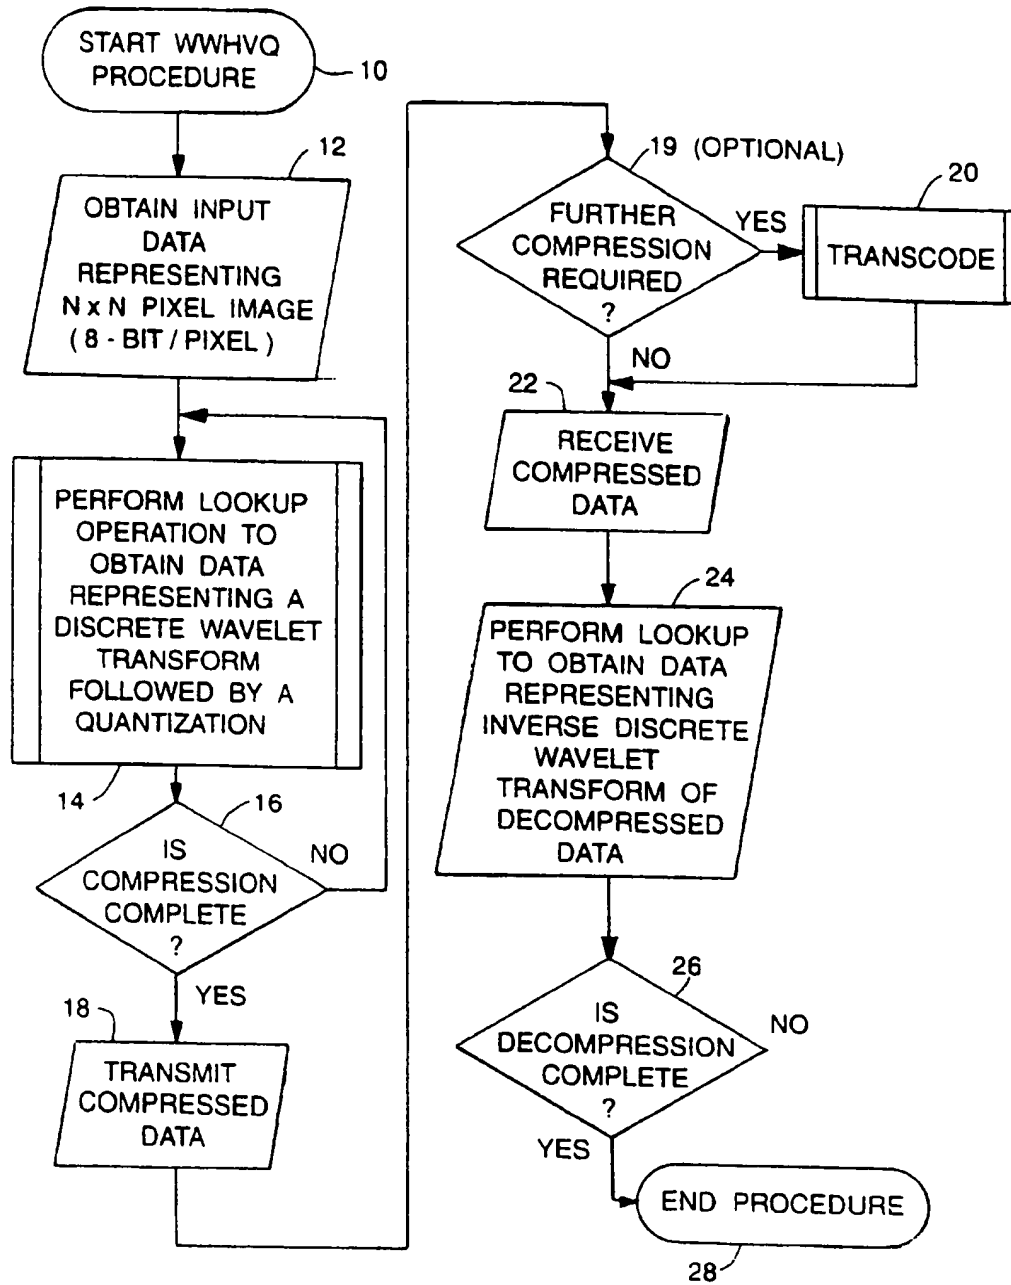 START WWHVQ
PROCEDURE
10
12
OBTAIN INPUT
DATA
REPRESENTING
N x N PIXEL IMAGE
( 8 - BIT / PIXEL )
PERFORM LOOKUP
OPERATION TO
OBTAIN DATA
REPRESENTING A
DISCRETE WAVELET
TRANSFORM
FOLLOWED BY A
QUANTIZATION
14
16
IS
COMPRESSION
COMPLETE
?
NO
YES
18
TRANSMIT
COMPRESSED
DATA
19 (OPTIONAL)
FURTHER
COMPRESSION
REQUIRED
?
YES
20
TRANSCODE
NO
22
RECEIVE
COMPRESSED
DATA
24
PERFORM LOOKUP
TO OBTAIN DATA
REPRESENTING
INVERSE DISCRETE
WAVELET
TRANSFORM OF
DECOMPRESSED
DATA
26
IS
DECOMPRESSION
COMPLETE
?
NO
YES
END PROCEDURE
28